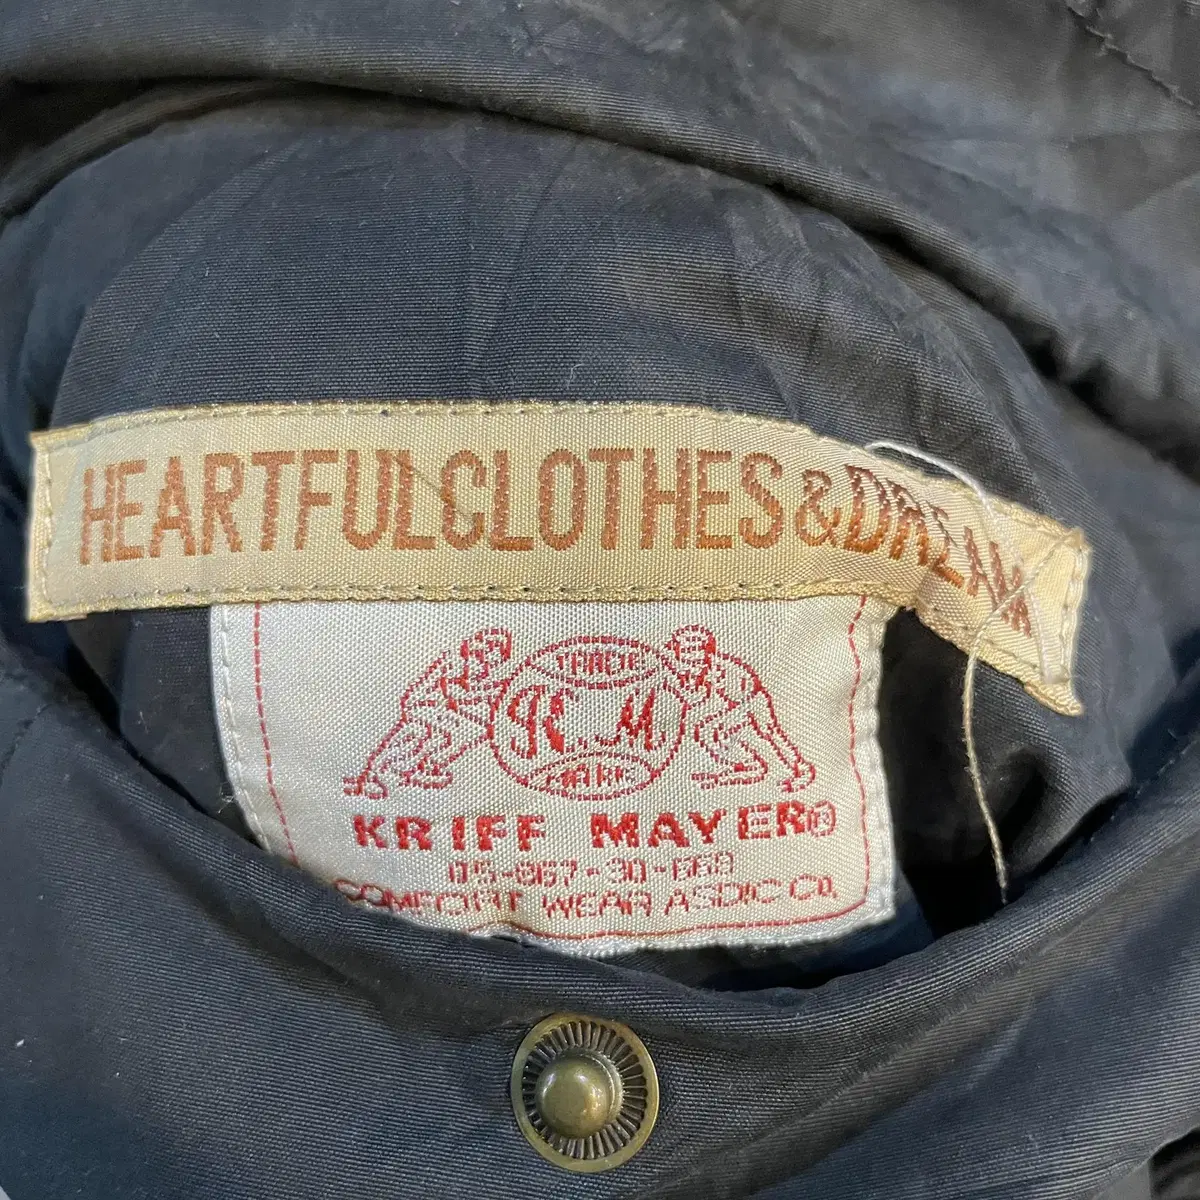 HEARTFULCLOTHES&DREAM
TRADE
K.M
MARK
KRIFF MAYER®
COMFORT WEAR ASDIC CO.